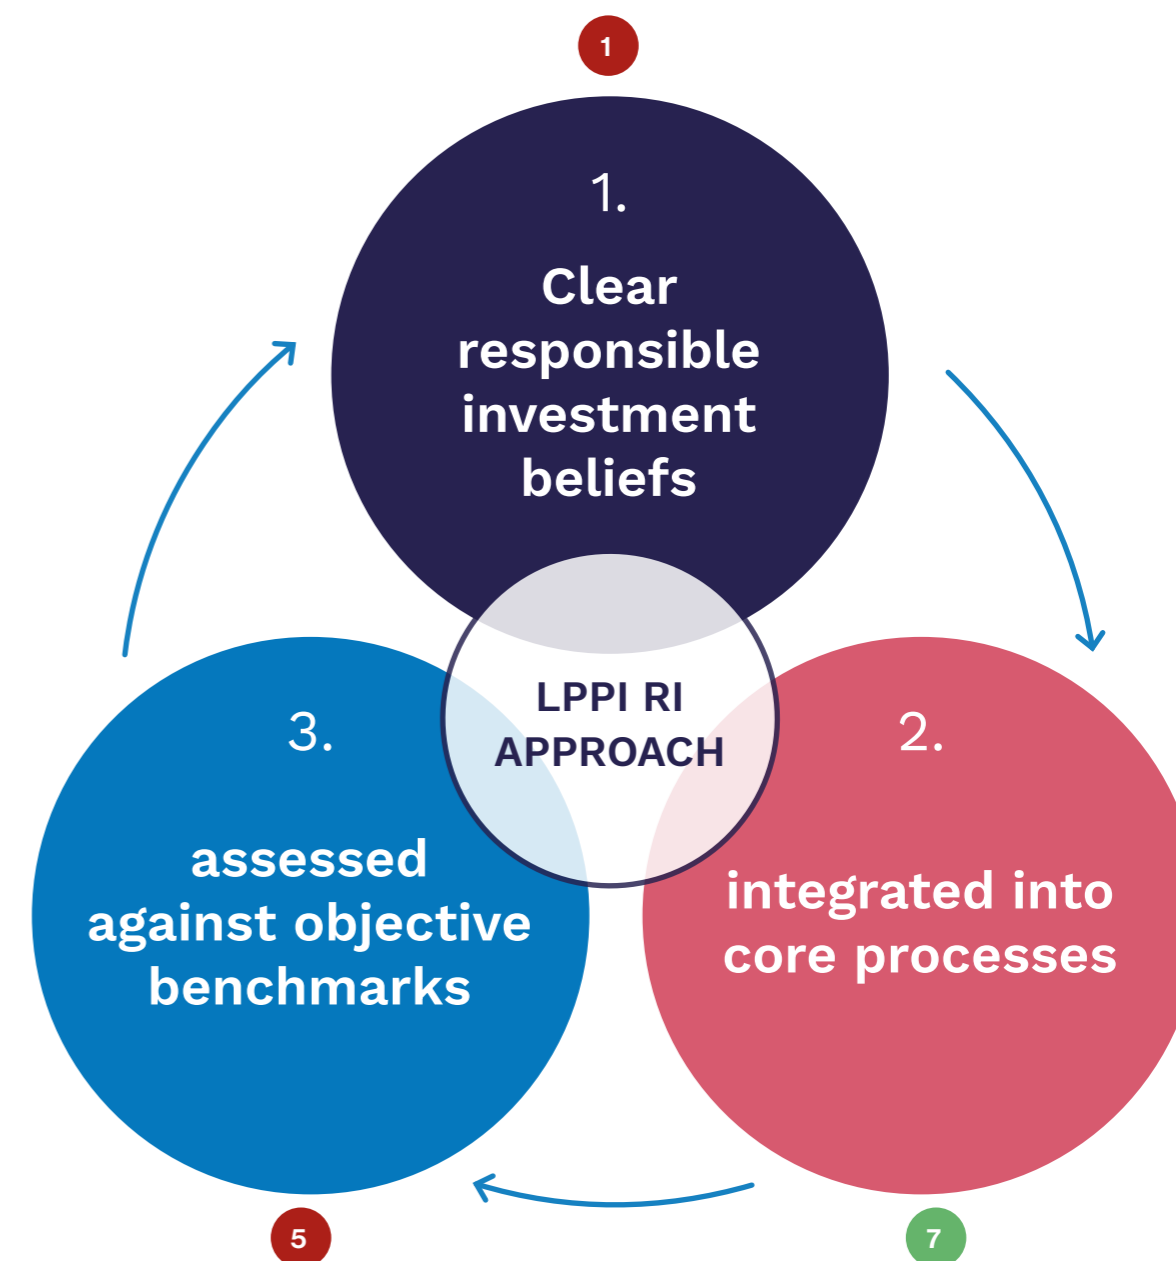 1
1.
Clear
responsible
investment
beliefs
LPPI RI
APPROACH
3.
assessed
against objective
benchmarks
2.
integrated into
core processes
5
7